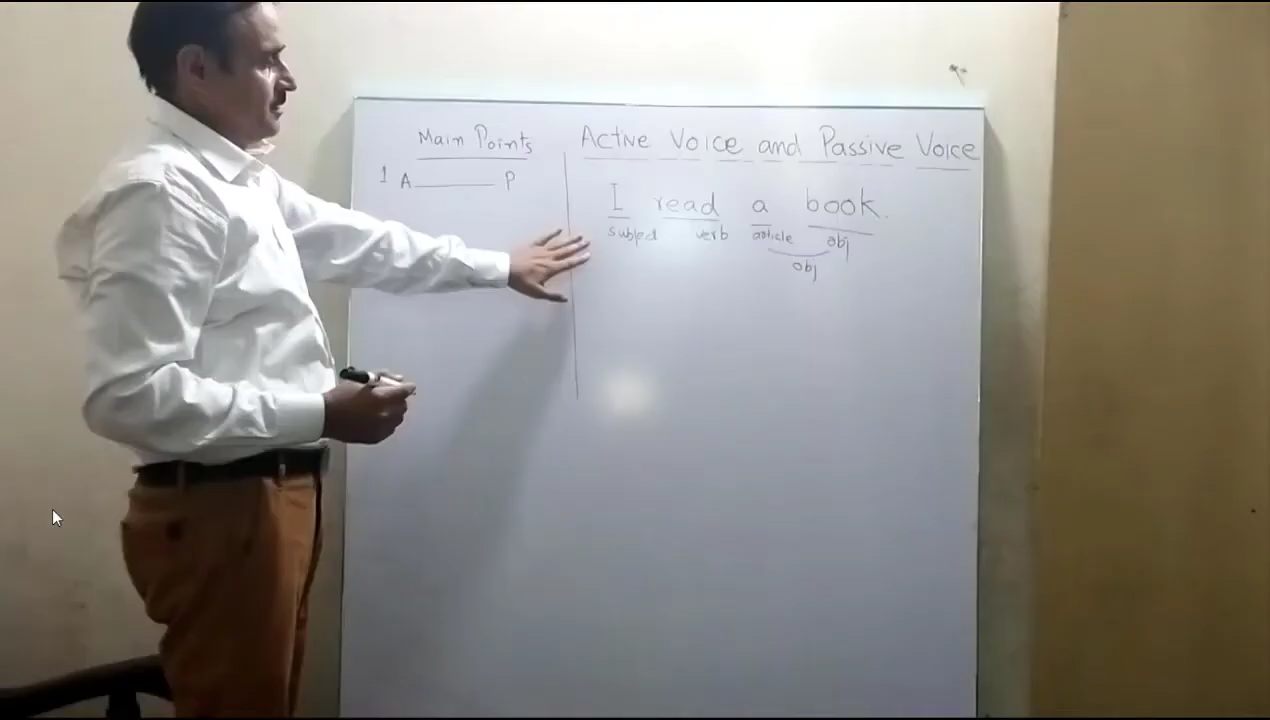 Main Points
1 A P
Active Voice and Passive Voice
I read a book.
subject verb article obj
obj